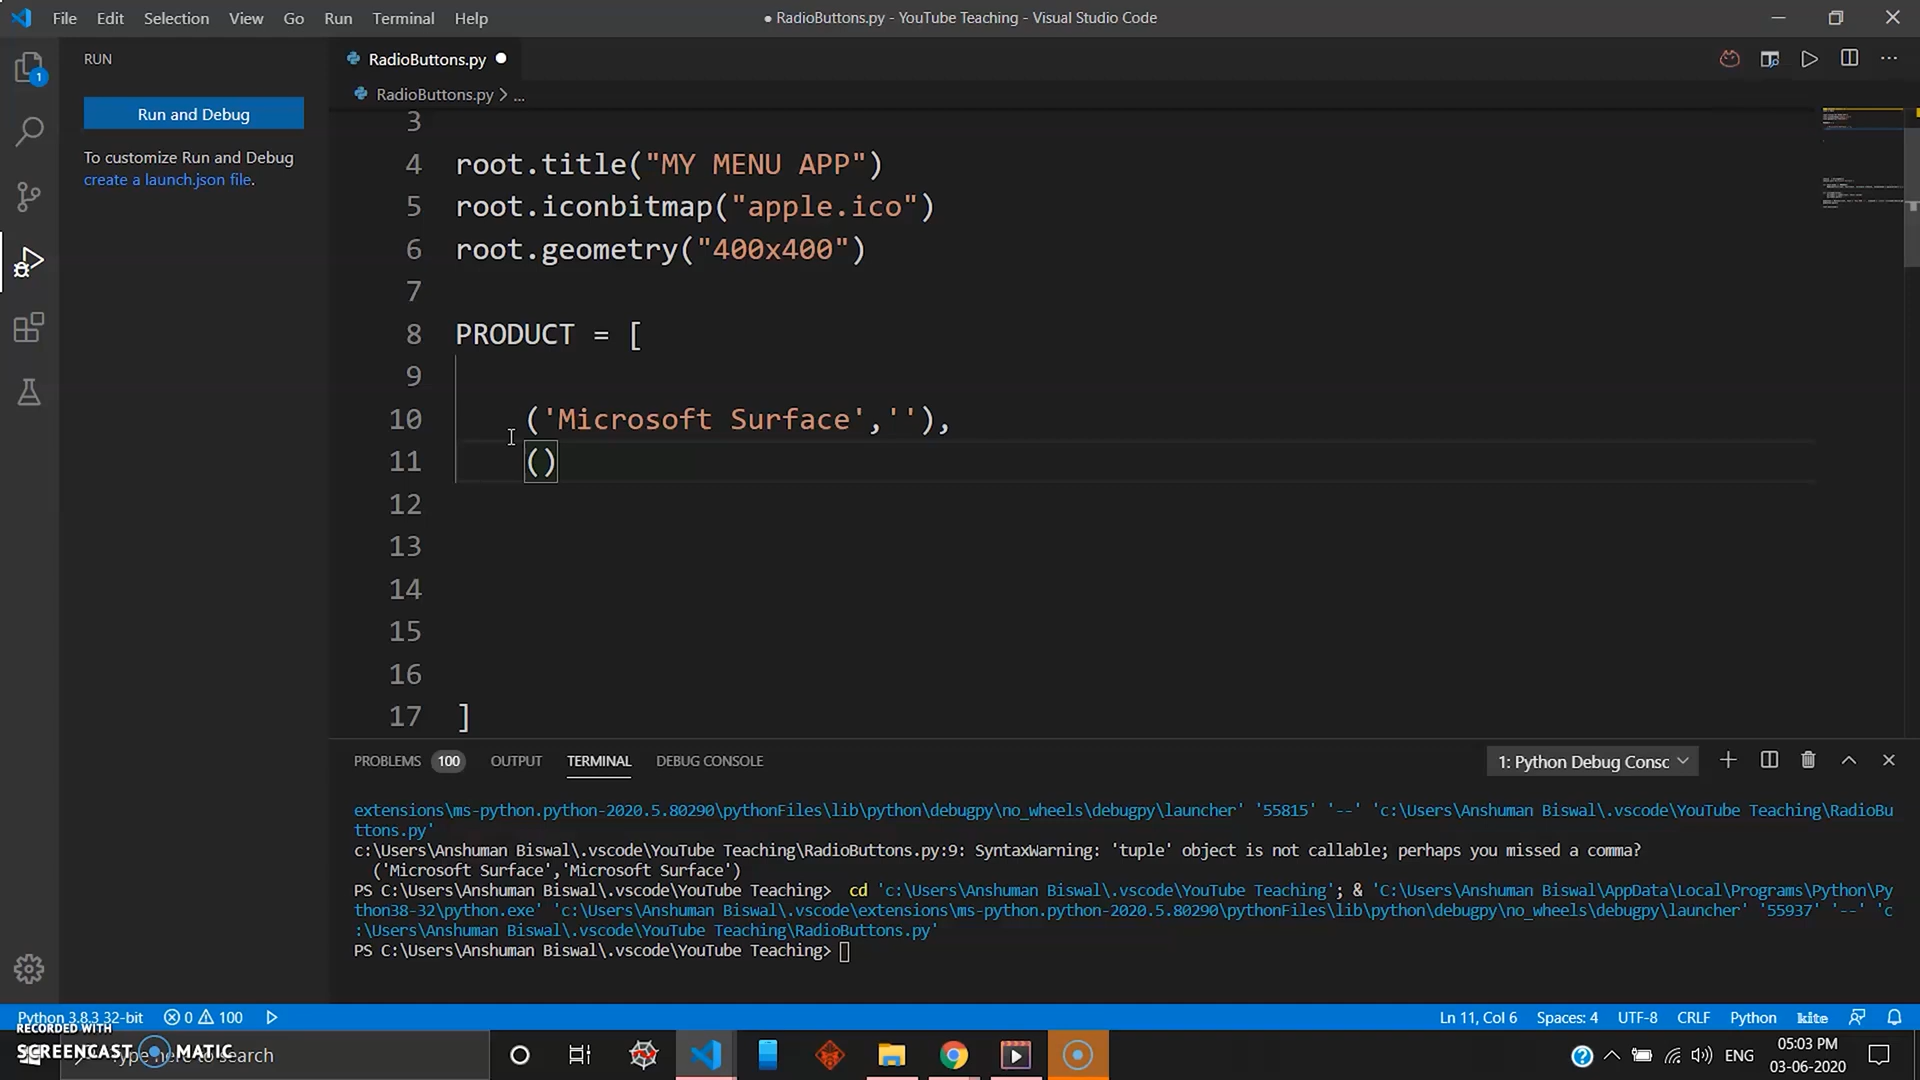 File Edit Selection View Go Run Terminal Help
● RadioButtons.py - YouTube Teaching - Visual Studio Code
RUN
RadioButtons.py
1
Run and Debug
RadioButtons.py > ...
To customize Run and Debug
create a launch.json file.
3
4 root.title("MY MENU APP")
5 root.iconbitmap("apple.ico")
6 root.geometry("400x400")
7
8 PRODUCT = [
9
10 ('Microsoft Surface',''),
11 ()
12
13
14
15
16
17 ]
PROBLEMS 100 OUTPUT TERMINAL DEBUG CONSOLE
1: Python Debug Consc
extensions\ms-python.python-2020.5.80290\pythonFiles\lib\python\debugpy\no_wheels\debugpy\launcher' '55815' '--' 'c:\Users\Anshuman Biswal\.vscode\YouTube Teaching\RadioBu
ttons.py'
c:\Users\Anshuman Biswal\.vscode\YouTube Teaching\RadioButtons.py:9: SyntaxWarning: 'tuple' object is not callable; perhaps you missed a comma?
('Microsoft Surface','Microsoft Surface')
PS C:\Users\Anshuman Biswal\.vscode\YouTube Teaching> cd 'c:\Users\Anshuman Biswal\.vscode\YouTube Teaching'; & 'C:\Users\Anshuman Biswal\AppData\Local\Programs\Python\Py
thon38-32\python.exe' 'c:\Users\Anshuman Biswal\.vscode\extensions\ms-python.python-2020.5.80290\pythonFiles\lib\python\debugpy\no_wheels\debugpy\launcher' '55937' '--' 'c
:\Users\Anshuman Biswal\.vscode\YouTube Teaching\RadioButtons.py'
PS C:\Users\Anshuman Biswal\.vscode\YouTube Teaching>
Python 3.8.3 32-bit 0 100
Ln 11, Col 6 Spaces: 4 UTF-8 CRLF Python kite
RECORDED WITH
SCREENCAST MATIC
ype here to search
ENG
05:03 PM
03-06-2020